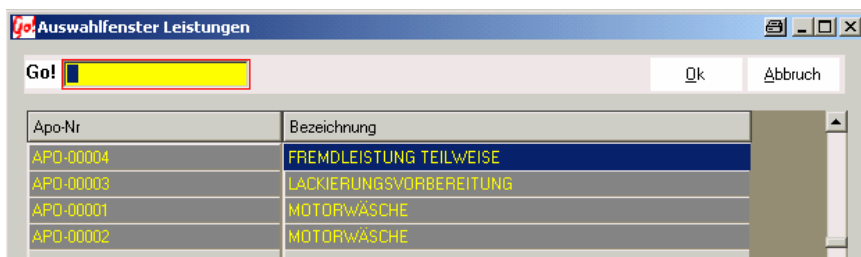 Go! Auswahlfenster Leistungen
Go!
Ok Abbruch
Apo-Nr Bezeichnung
APO-00004 FREMDLEISTUNG TEILWEISE
APO-00003 LACKIERUNGSVORBEREITUNG
APO-00001 MOTORWÄSCHE
APO-00002 MOTORWÄSCHE